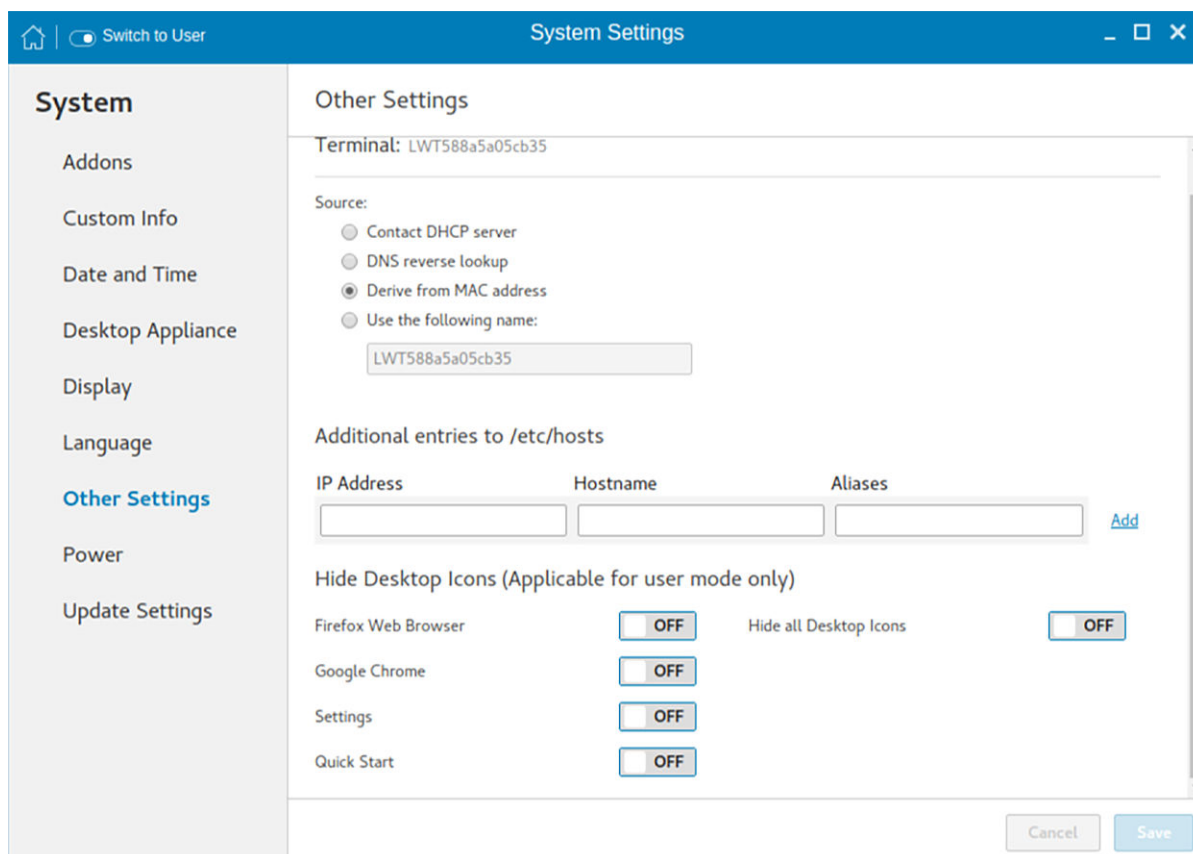 Switch to User
System Settings
System
Addons
Custom Info
Date and Time
Desktop Appliance
Display
Language
Other Settings
Power
Update Settings
Other Settings
Terminal: LWT588a5a05cb35
Source:
Contact DHCP server
DNS reverse lookup
Derive from MAC address
Use the following name:
LWT588a5a05cb35
Additional entries to /etc/hosts
IP Address Hostname Aliases
Add
Hide Desktop Icons (Applicable for user mode only)
Firefox Web Browser OFF Hide all Desktop Icons OFF
Google Chrome OFF
Settings OFF
Quick Start OFF
Cancel Save